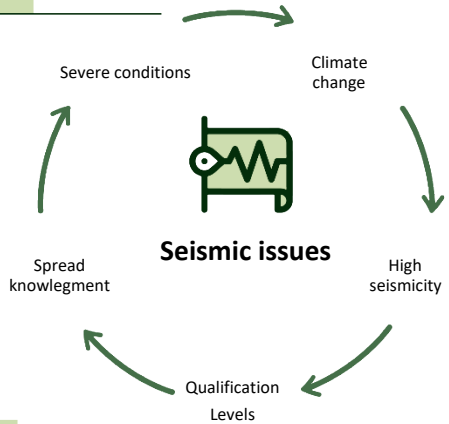 Severe conditions
Climate
change
Seismic issues
Spread
knowlegment
High
seismicity
Qualification
Levels